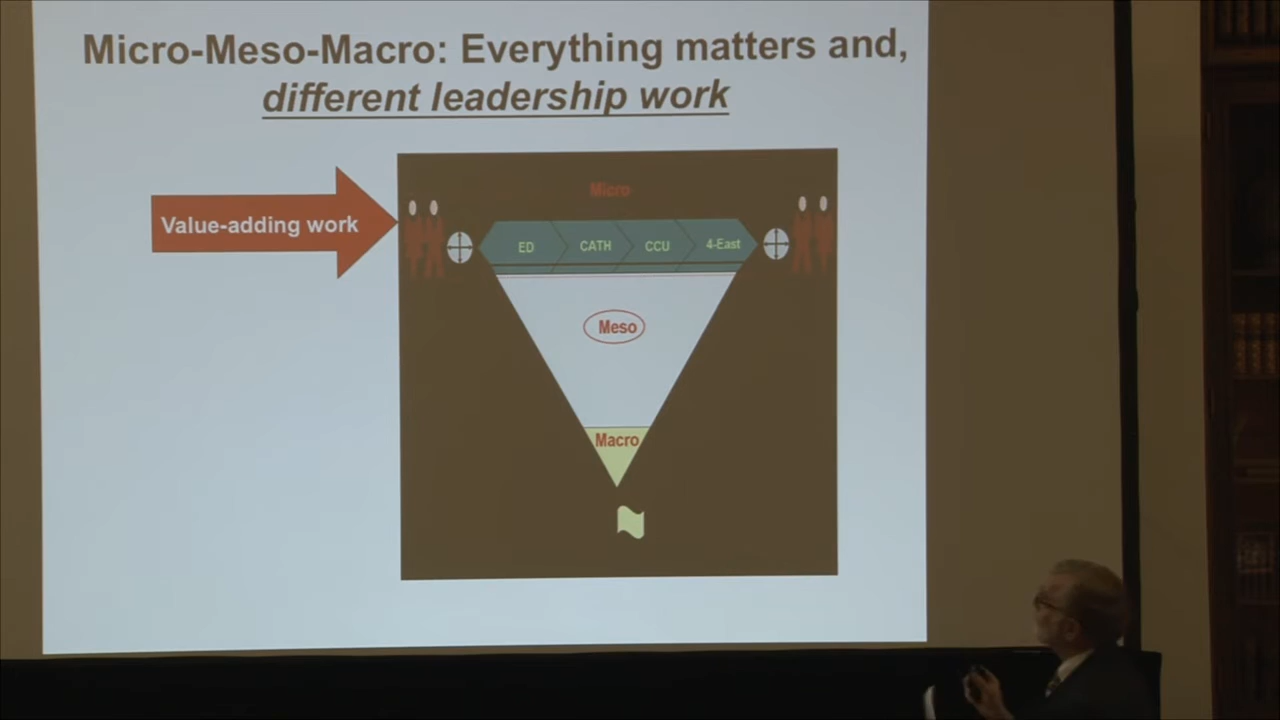 Micro-Meso-Macro: Everything matters and,
different leadership work
Micro
Value-adding work
ED
CATH
CCU
4-East
Meso
Macro